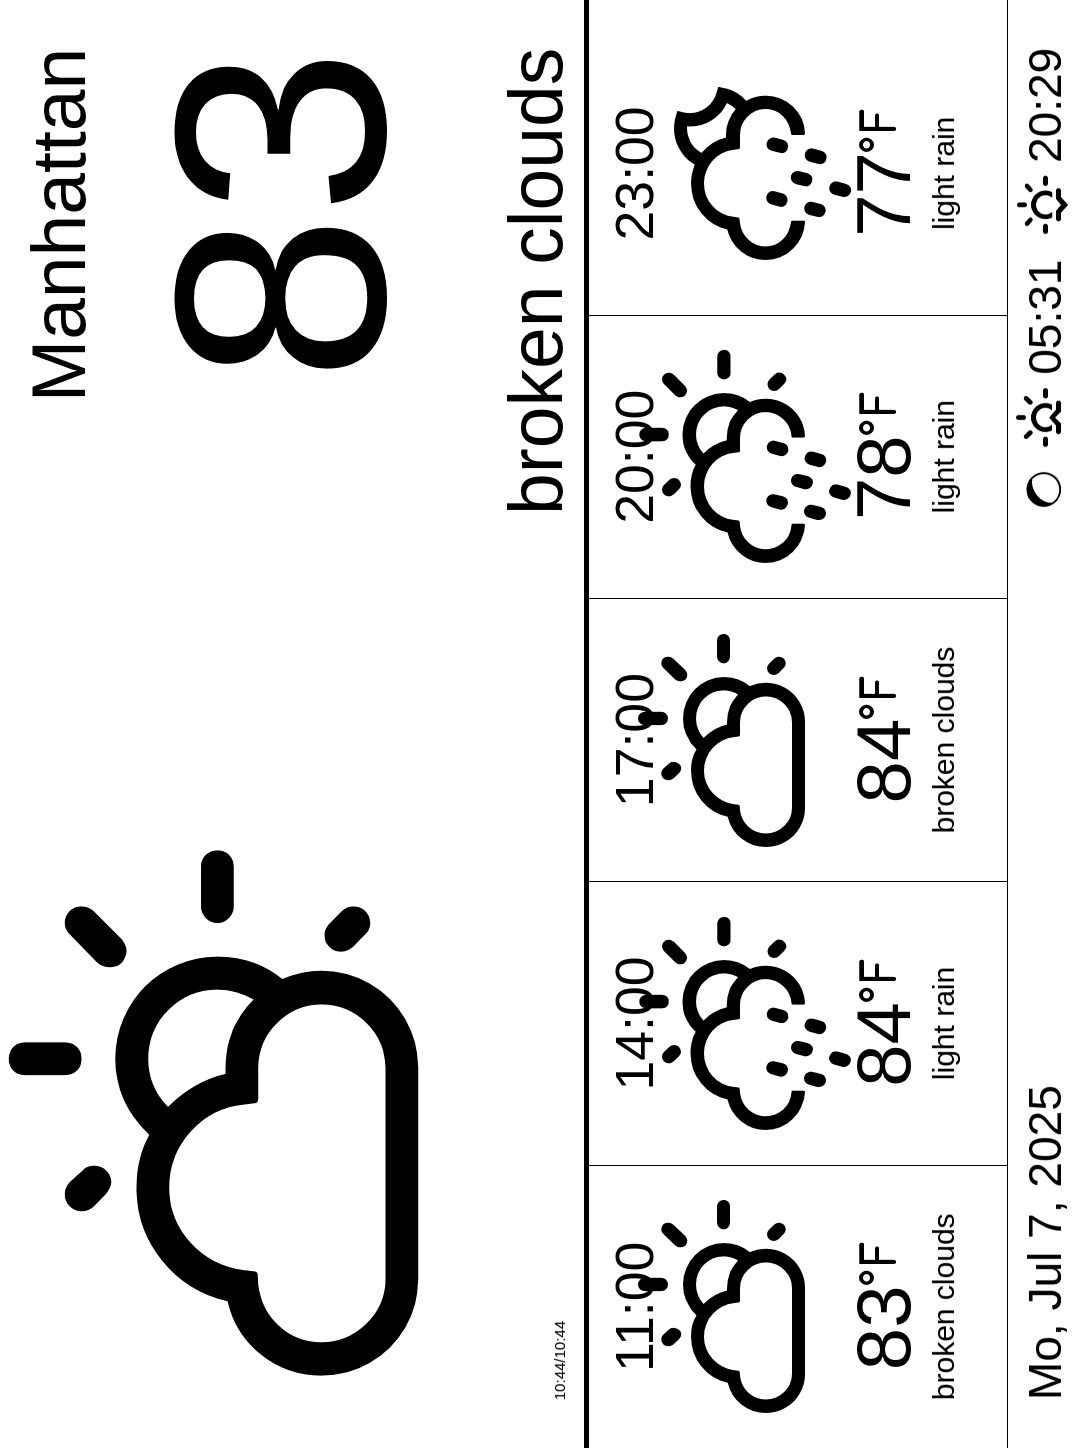 Manhattan
83
broken clouds
10:44/10:44
11:00
83°F
broken clouds
14:00
84°F
light rain
17:00
84°F
broken clouds
20:00
78°F
light rain
23:00
77°F
light rain
Mo, Jul 7, 2025
05:31 20:29